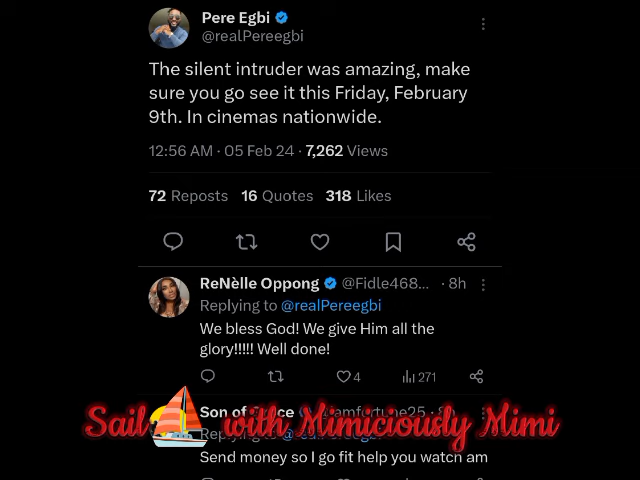 Pere Egbi
@realPereegbi
The silent intruder was amazing, make
sure you go see it this Friday, February
9th. In cinemas nationwide.
12:56 AM · 05 Feb 24 · 7,262 Views
72 Reposts 16 Quotes 318 Likes
ReNèlle Oppong @Fidle468... · 8h
Replying to @realPereegbi
We bless God! We give Him all the
glory!!!!! Well done!
4 271
Sail with Mimiciously Mimi
Son of
Send money so I go fit help you watch am